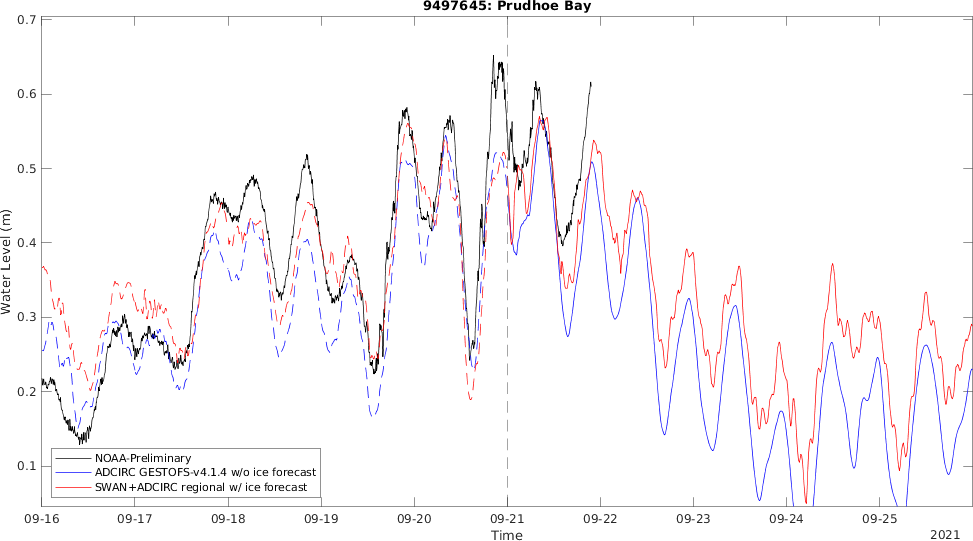 9497645: Prudhoe Bay
0.7
0.6
0.5
0.4
0.3
0.2
0.1
Water Level (m)
NOAA-Preliminary
ADCIRC GESTOFS-v4.1.4 w/o ice forecast
SWAN+ADCIRC regional w/ ice forecast
09-16 09-17 09-18 09-19 09-20 09-21 09-22 09-23 09-24 09-25
Time
2021